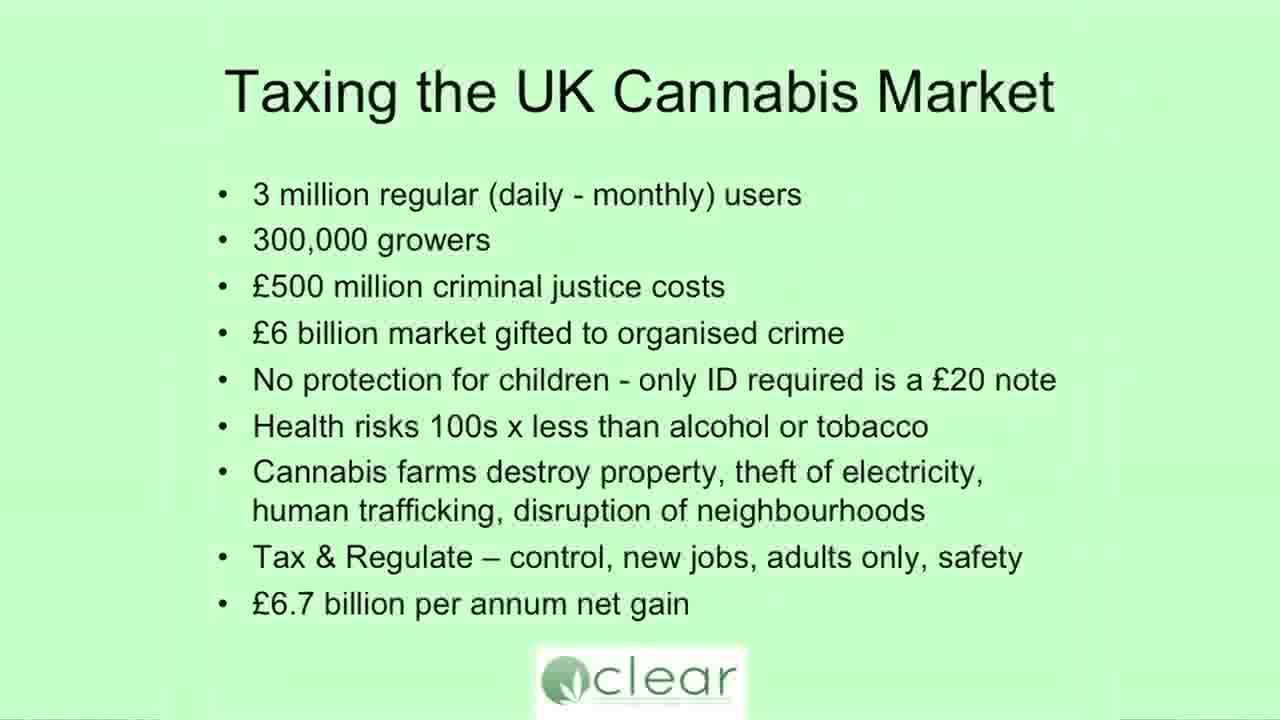 Taxing the UK Cannabis Market
• 3 million regular (daily - monthly) users
• 300,000 growers
• £500 million criminal justice costs
• £6 billion market gifted to organised crime
• No protection for children - only ID required is a £20 note
• Health risks 100s x less than alcohol or tobacco
• Cannabis farms destroy property, theft of electricity,
human trafficking, disruption of neighbourhoods
• Tax & Regulate – control, new jobs, adults only, safety
• £6.7 billion per annum net gain
clear